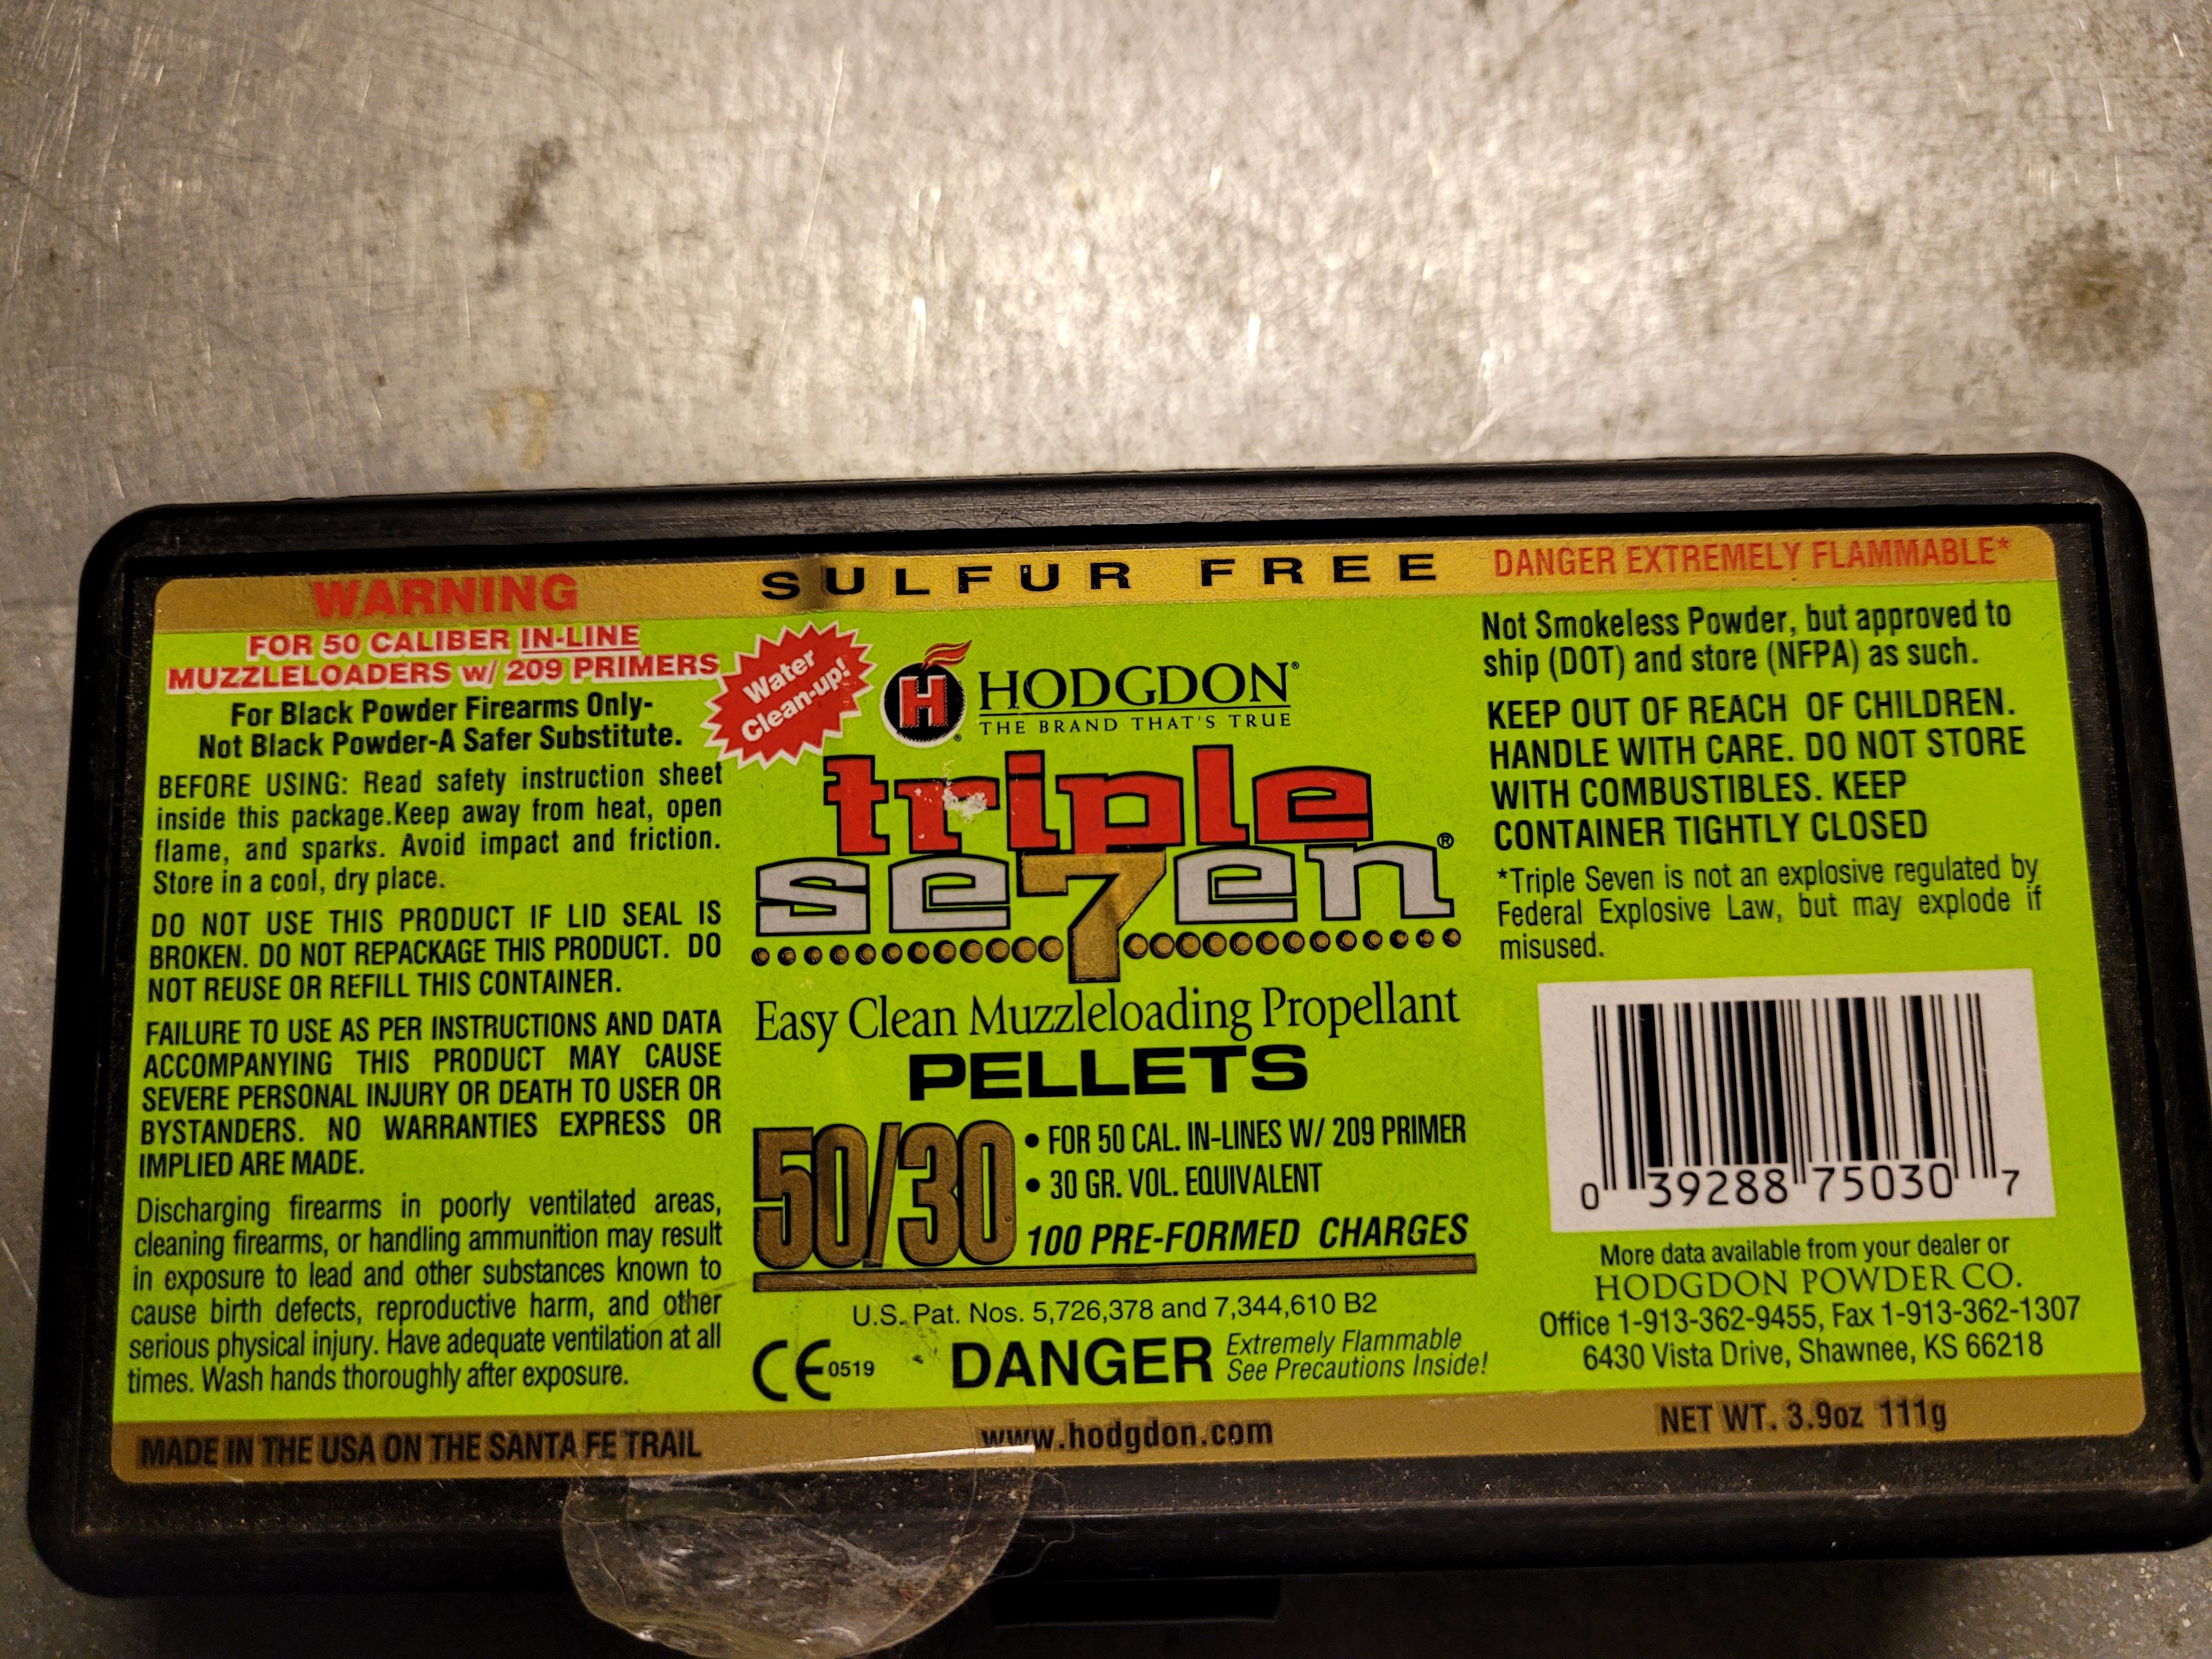 SULFUR FREE
WARNING
FOR 50 CALIBER IN-LINE
MUZZLELOADERS w/ 209 PRIMERS
For Black Powder Firearms Only-
Not Black Powder-A Safer Substitute.
BEFORE USING: Read safety instruction sheet
inside this package.Keep away from heat, open
flame, and sparks. Avoid impact and friction.
Store in a cool, dry place.
DO NOT USE THIS PRODUCT IF LID SEAL IS
BROKEN. DO NOT REPACKAGE THIS PRODUCT. DO
NOT REUSE OR REFILL THIS CONTAINER.
FAILURE TO USE AS PER INSTRUCTIONS AND DATA
ACCOMPANYING THIS PRODUCT MAY CAUSE
SEVERE PERSONAL INJURY OR DEATH TO USER OR
BYSTANDERS. NO WARRANTIES EXPRESS OR
IMPLIED ARE MADE.
Discharging firearms in poorly ventilated areas,
cleaning firearms, or handling ammunition may result
in exposure to lead and other substances known to
cause birth defects, reproductive harm, and other
serious physical injury. Have adequate ventilation at all
times. Wash hands thoroughly after exposure.
MADE IN THE USA ON THE SANTA FE TRAIL
Water
Clean-up!
H
HODGDON®
THE BRAND THAT'S TRUE
triple
se7en®
Easy Clean Muzzleloading Propellant
PELLETS
50/30
• FOR 50 CAL. IN-LINES W/ 209 PRIMER
• 30 GR. VOL. EQUIVALENT
100 PRE-FORMED CHARGES
U.S. Pat. Nos. 5,726,378 and 7,344,610 B2
CE 0519
DANGER
Extremely Flammable
See Precautions Inside!
www.hodgdon.com
DANGER EXTREMELY FLAMMABLE*
Not Smokeless Powder, but approved to
ship (DOT) and store (NFPA) as such.
KEEP OUT OF REACH OF CHILDREN.
HANDLE WITH CARE. DO NOT STORE
WITH COMBUSTIBLES. KEEP
CONTAINER TIGHTLY CLOSED
*Triple Seven is not an explosive regulated by
Federal Explosive Law, but may explode if
misused.
0 39288 75030 7
More data available from your dealer or
HODGDON POWDER CO.
Office 1-913-362-9455, Fax 1-913-362-1307
6430 Vista Drive, Shawnee, KS 66218
NET WT. 3.9oz 111g